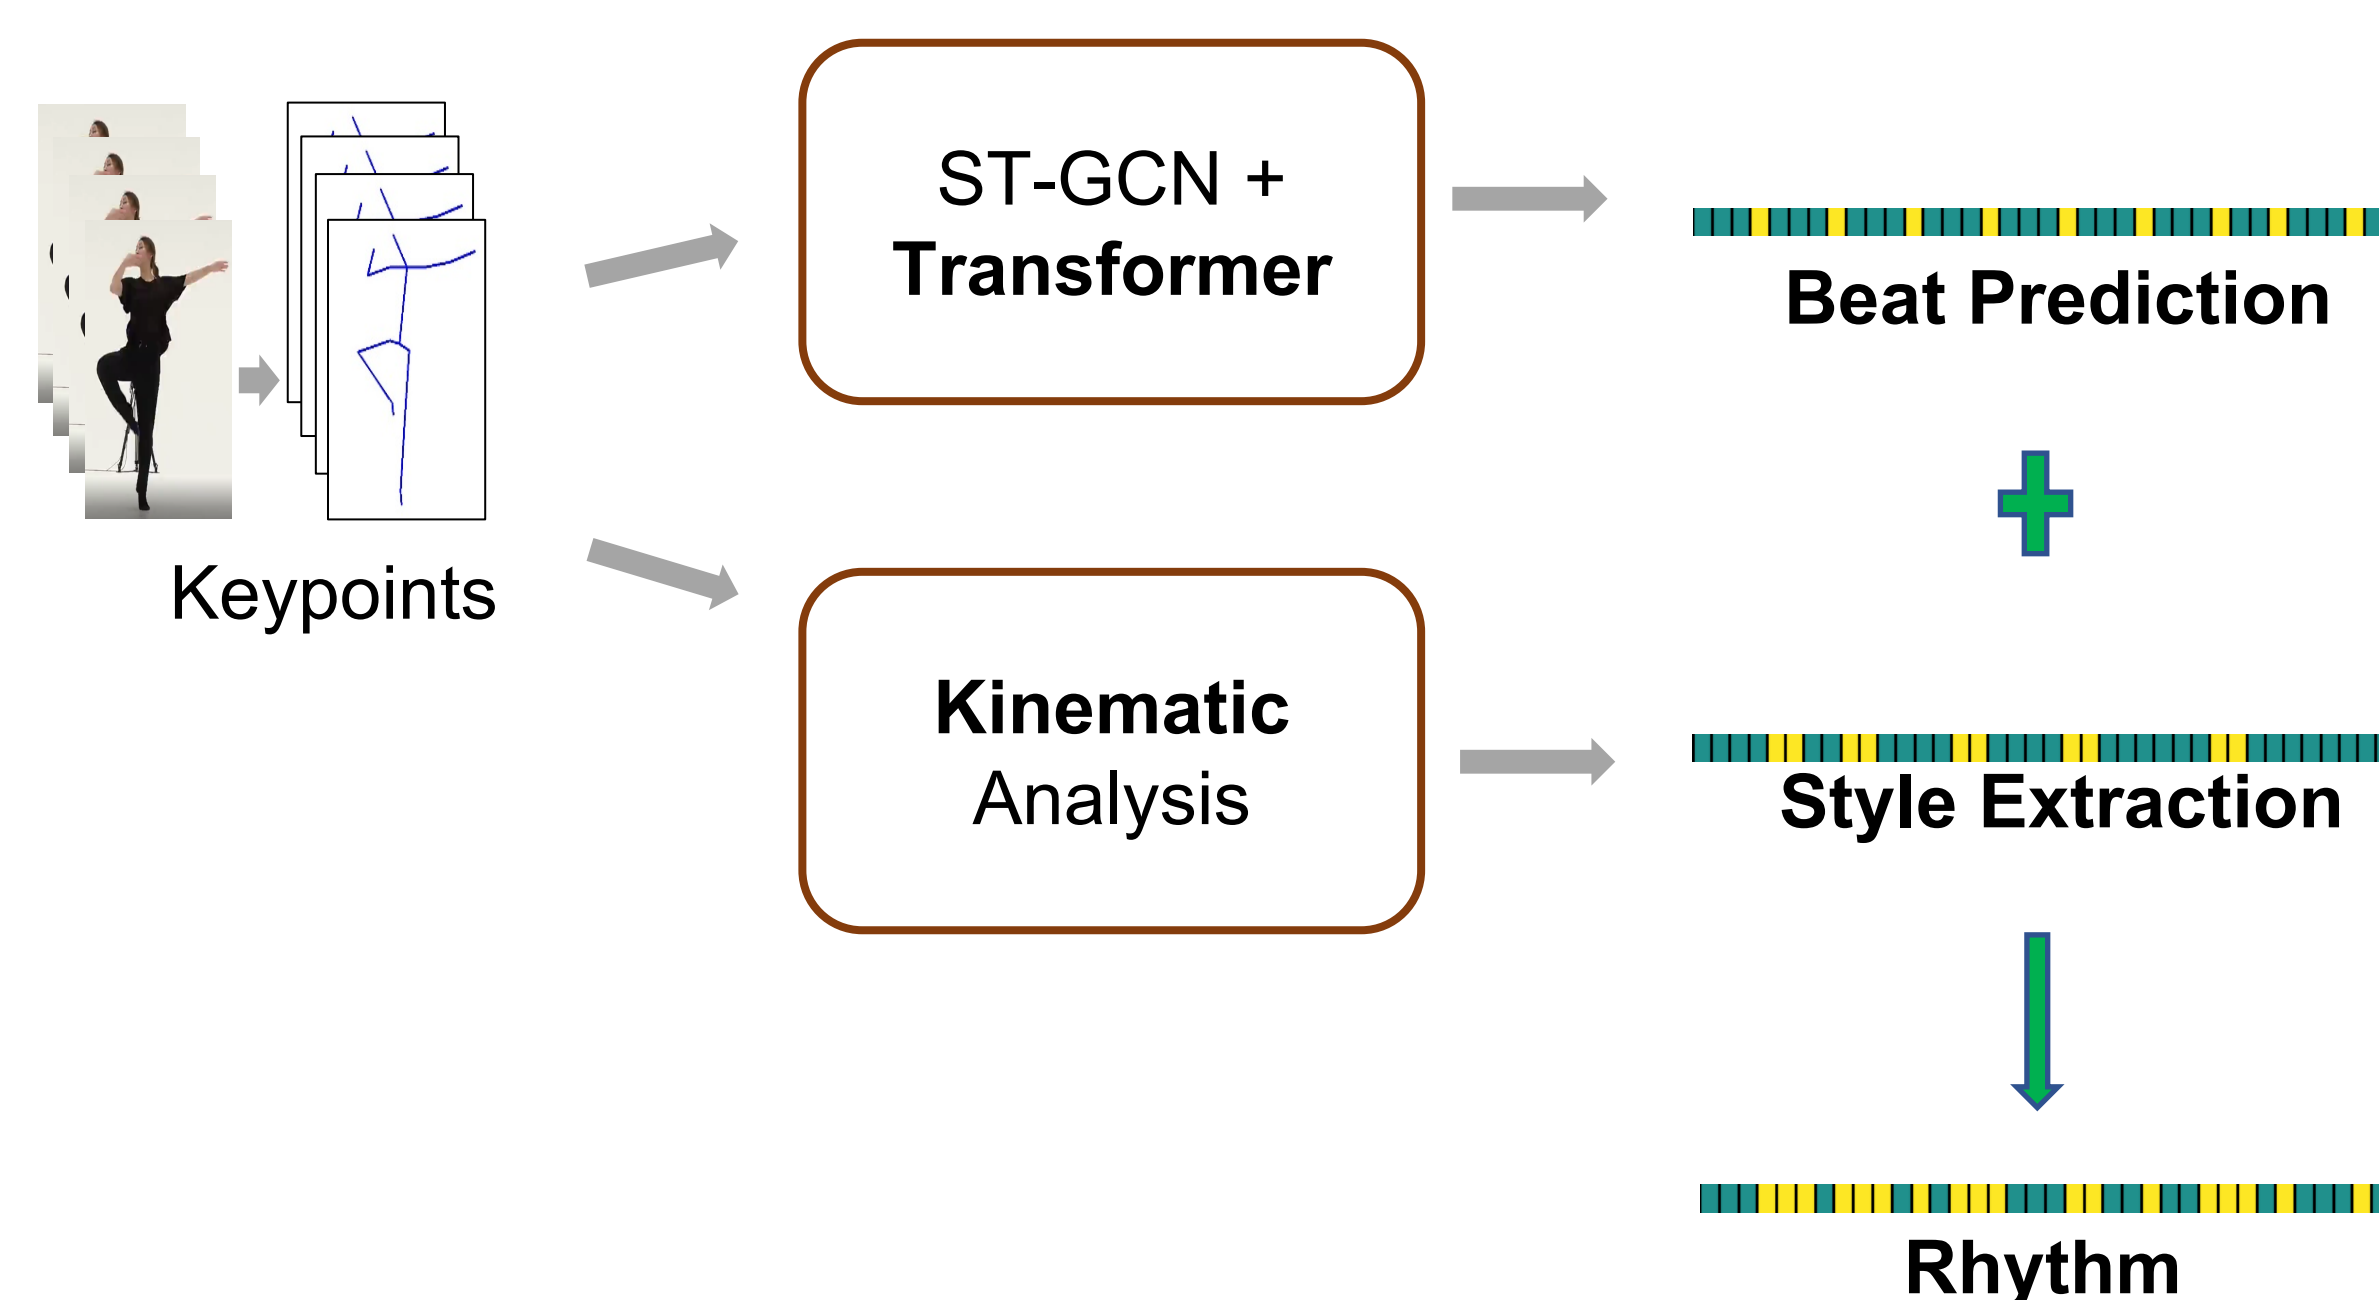 Keypoints
ST-GCN +
Transformer
Kinematic
Analysis
Beat Prediction
Style Extraction
Rhythm